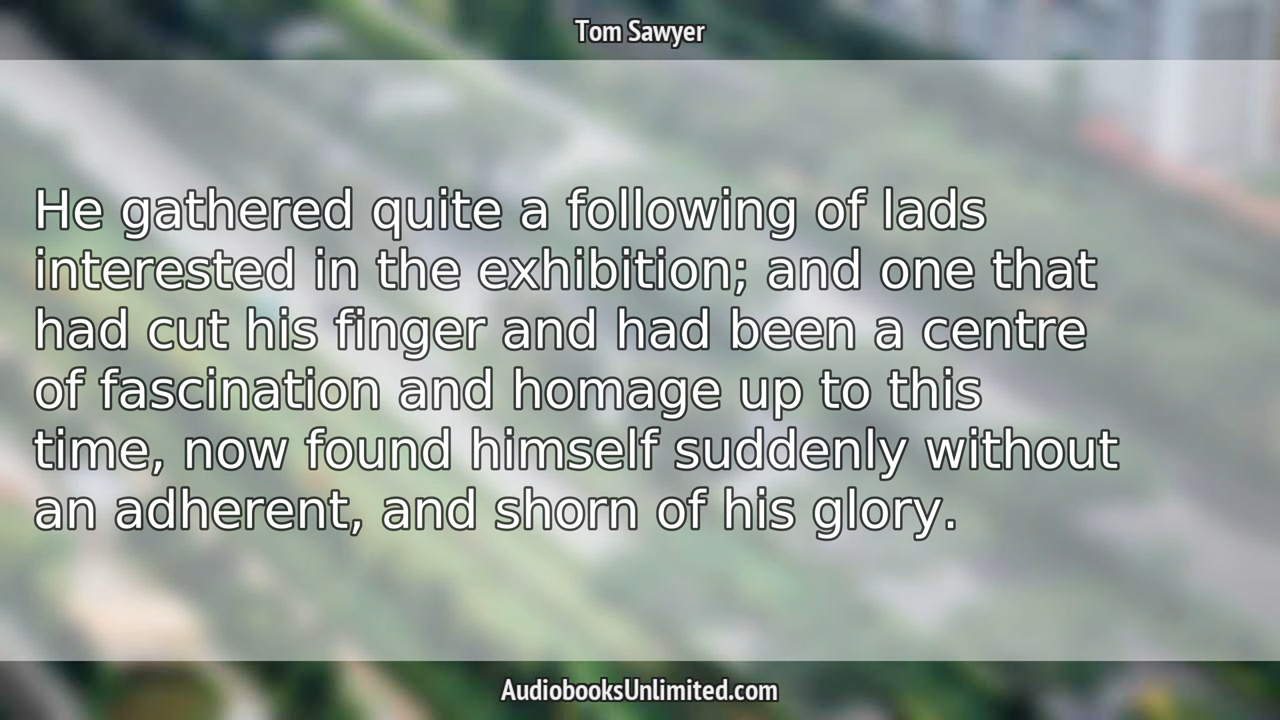 Tom Sawyer
He gathered quite a following of lads
interested in the exhibition; and one that
had cut his finger and had been a centre
of fascination and homage up to this
time, now found himself suddenly without
an adherent, and shorn of his glory.
AudiobooksUnlimited.com